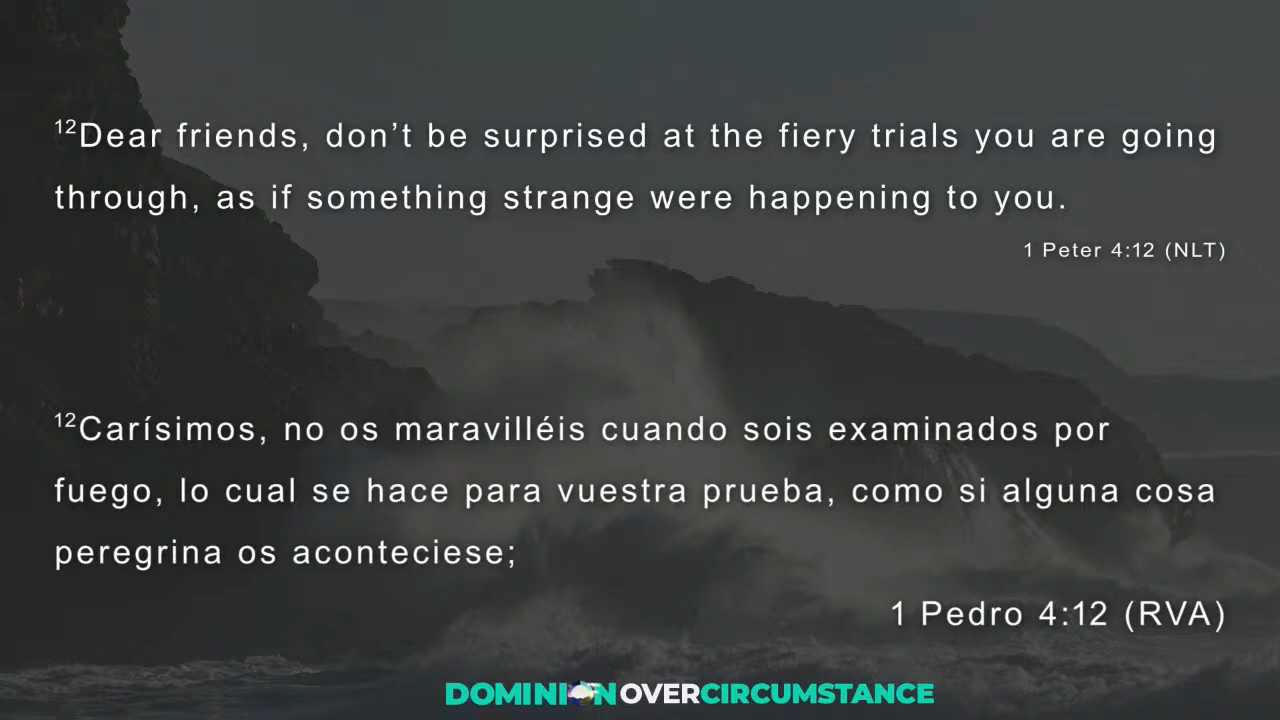 12Dear friends, don’t be surprised at the fiery trials you are going
through, as if something strange were happening to you.
1 Peter 4:12 (NLT)
12Carísimos, no os maravilléis cuando sois examinados por
fuego, lo cual se hace para vuestra prueba, como si alguna cosa
peregrina os aconteciese;
1 Pedro 4:12 (RVA)
DOMINION OVERCIRCUMSTANCE